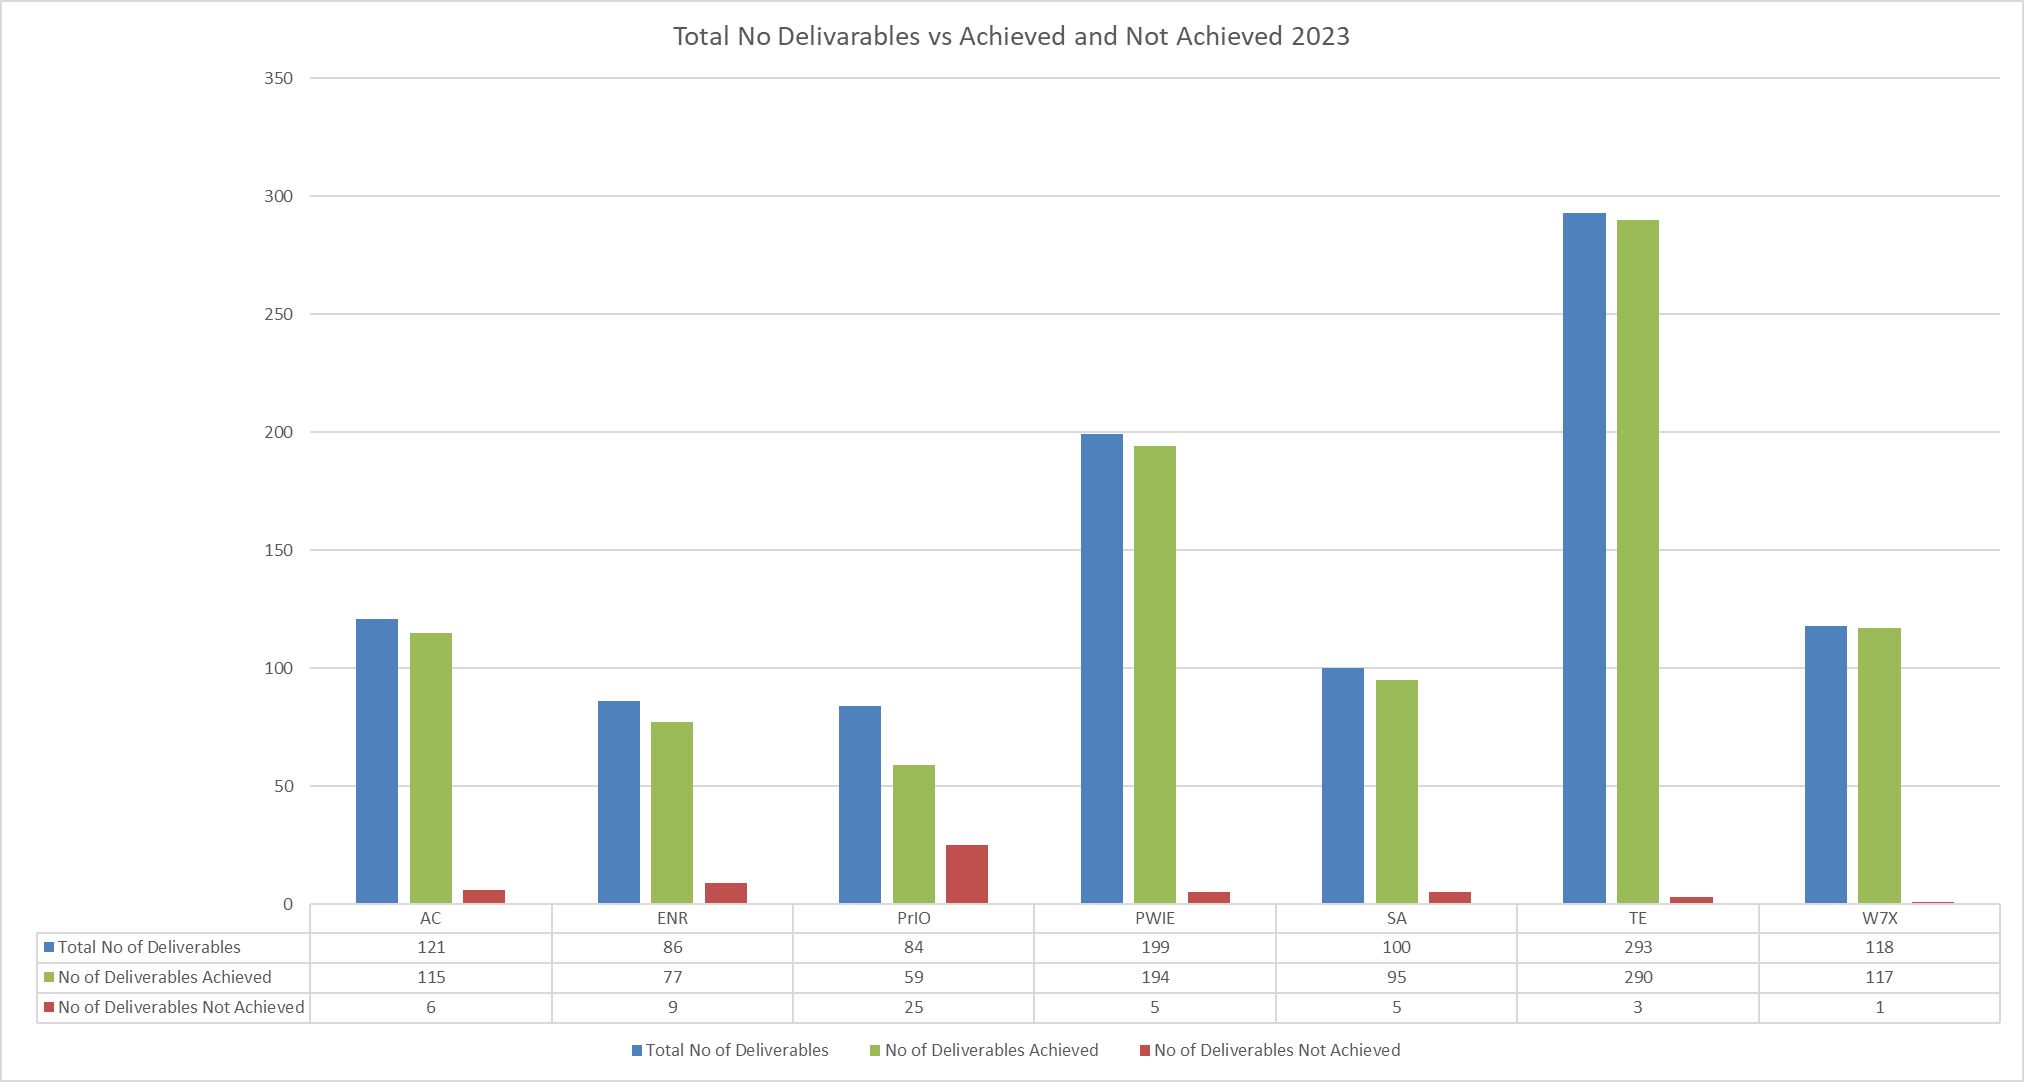 Total No Delivarables vs Achieved and Not Achieved 2023
350
300
250
200
150
100
50
0
AC ENR PrIO PWIE SA TE W7X
Total No of Deliverables 121 86 84 199 100 293 118
No of Deliverables Achieved 115 77 59 194 95 290 117
No of Deliverables Not Achieved 6 9 25 5 5 3 1
Total No of Deliverables No of Deliverables Achieved No of Deliverables Not Achieved